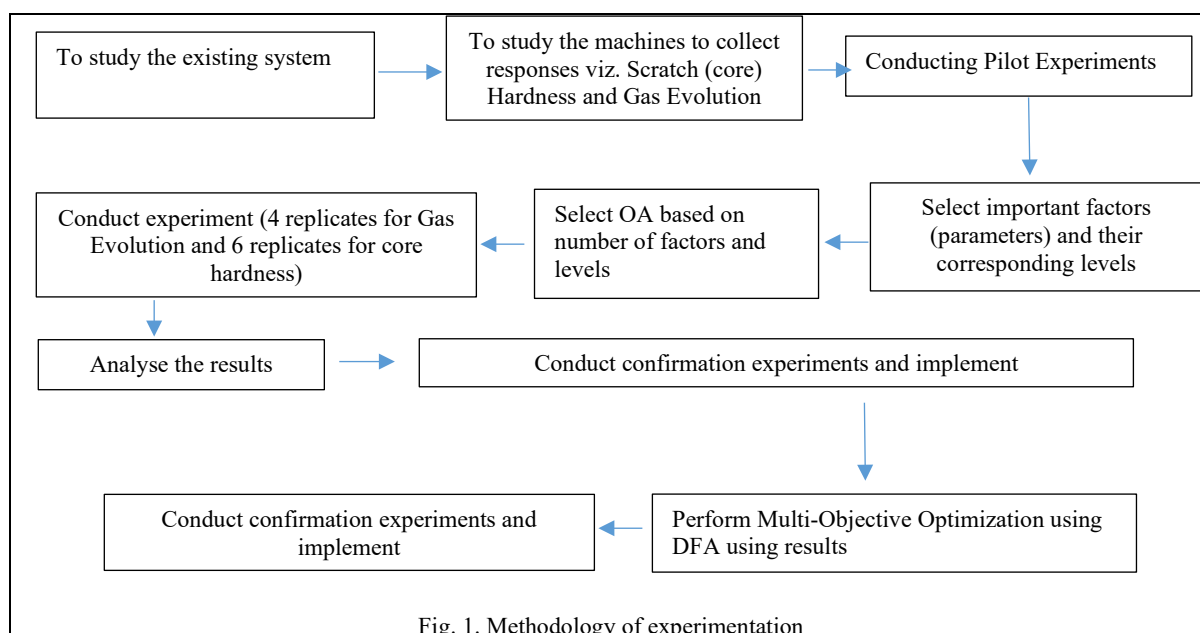 To study the existing system
To study the machines to collect
responses viz. Scratch (core)
Hardness and Gas Evolution
Conducting Pilot Experiments
Select important factors
(parameters) and their
corresponding levels
Select OA based on
number of factors and
levels
Conduct experiment (4 replicates for Gas
Evolution and 6 replicates for core
hardness)
Analyse the results
Conduct confirmation experiments and implement
Perform Multi-Objective Optimization using
DFA using results
Conduct confirmation experiments and
implement
Fig. 1. Methodology of experimentation